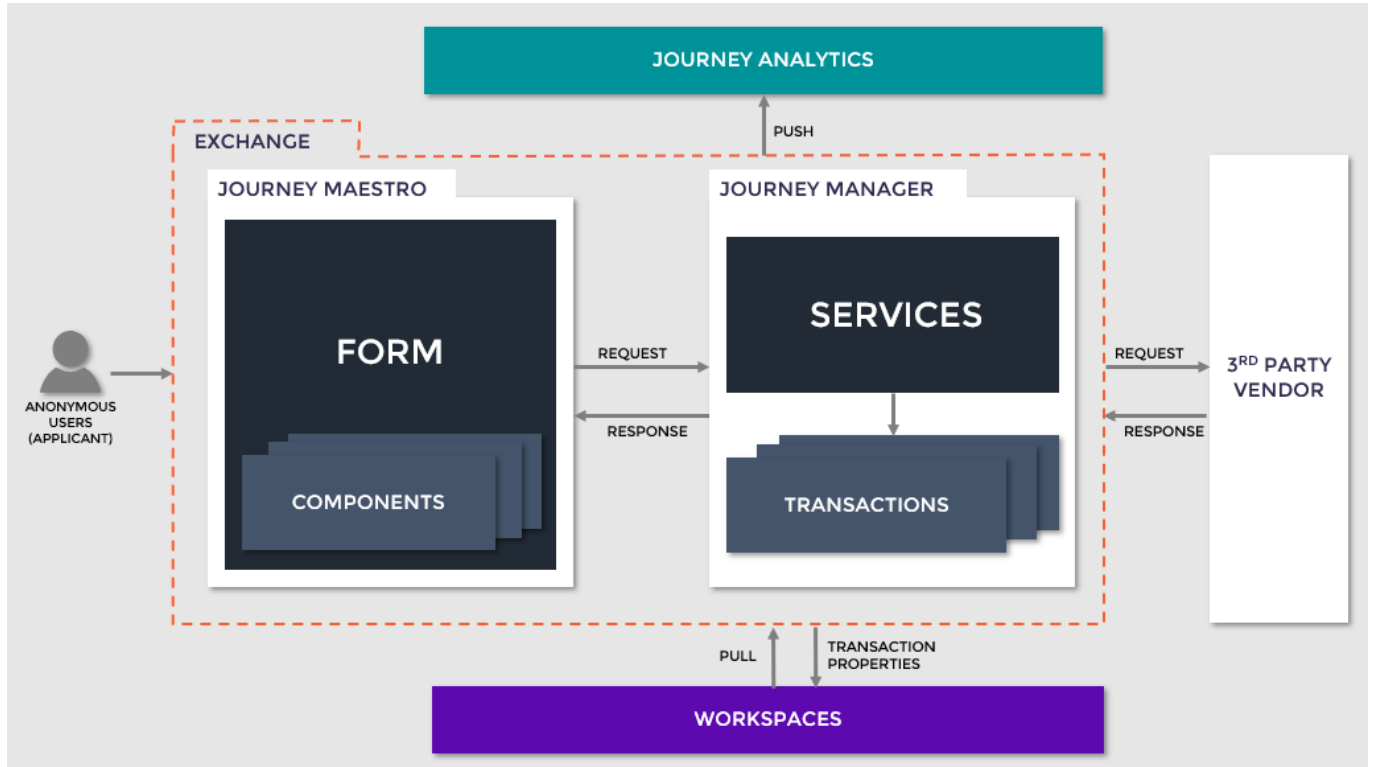 JOURNEY ANALYTICS
PUSH
EXCHANGE
JOURNEY MAESTRO
JOURNEY MANAGER
FORM
SERVICES
COMPONENTS
TRANSACTIONS
REQUEST
RESPONSE
REQUEST
RESPONSE
3RD PARTY
VENDOR
ANONYMOUS
USERS
(APPLICANT)
PULL
TRANSACTION
PROPERTIES
WORKSPACES